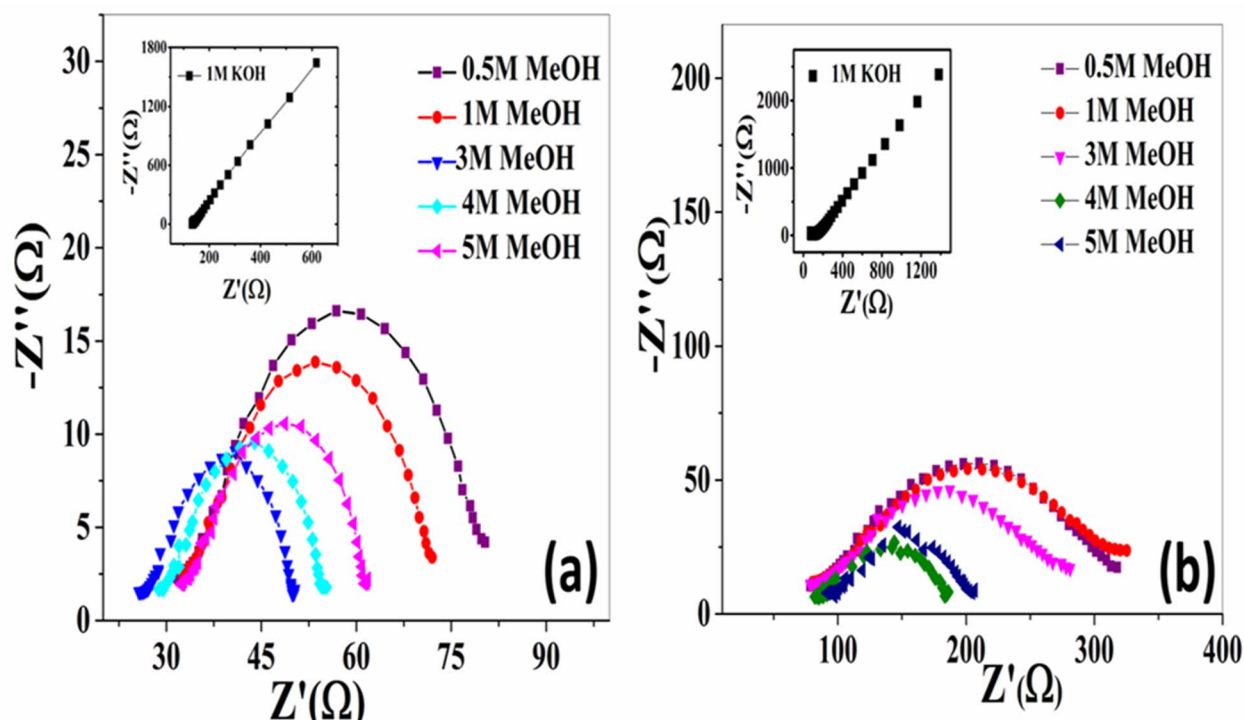 1M KOH
-Z''(Ω)
1800
1200
600
0
200
400
600
Z'(Ω)
0.5M MeOH
1M MeOH
3M MeOH
4M MeOH
5M MeOH
-Z''(Ω)
30
25
20
15
10
5
0
30
45
60
75
90
Z'(Ω)
(a)
1M KOH
-Z''(Ω)
2000
1000
0
0
400
800
1200
Z'(Ω)
0.5M MeOH
1M MeOH
3M MeOH
4M MeOH
5M MeOH
-Z''(Ω)
200
150
100
50
0
100
200
300
400
Z'(Ω)
(b)